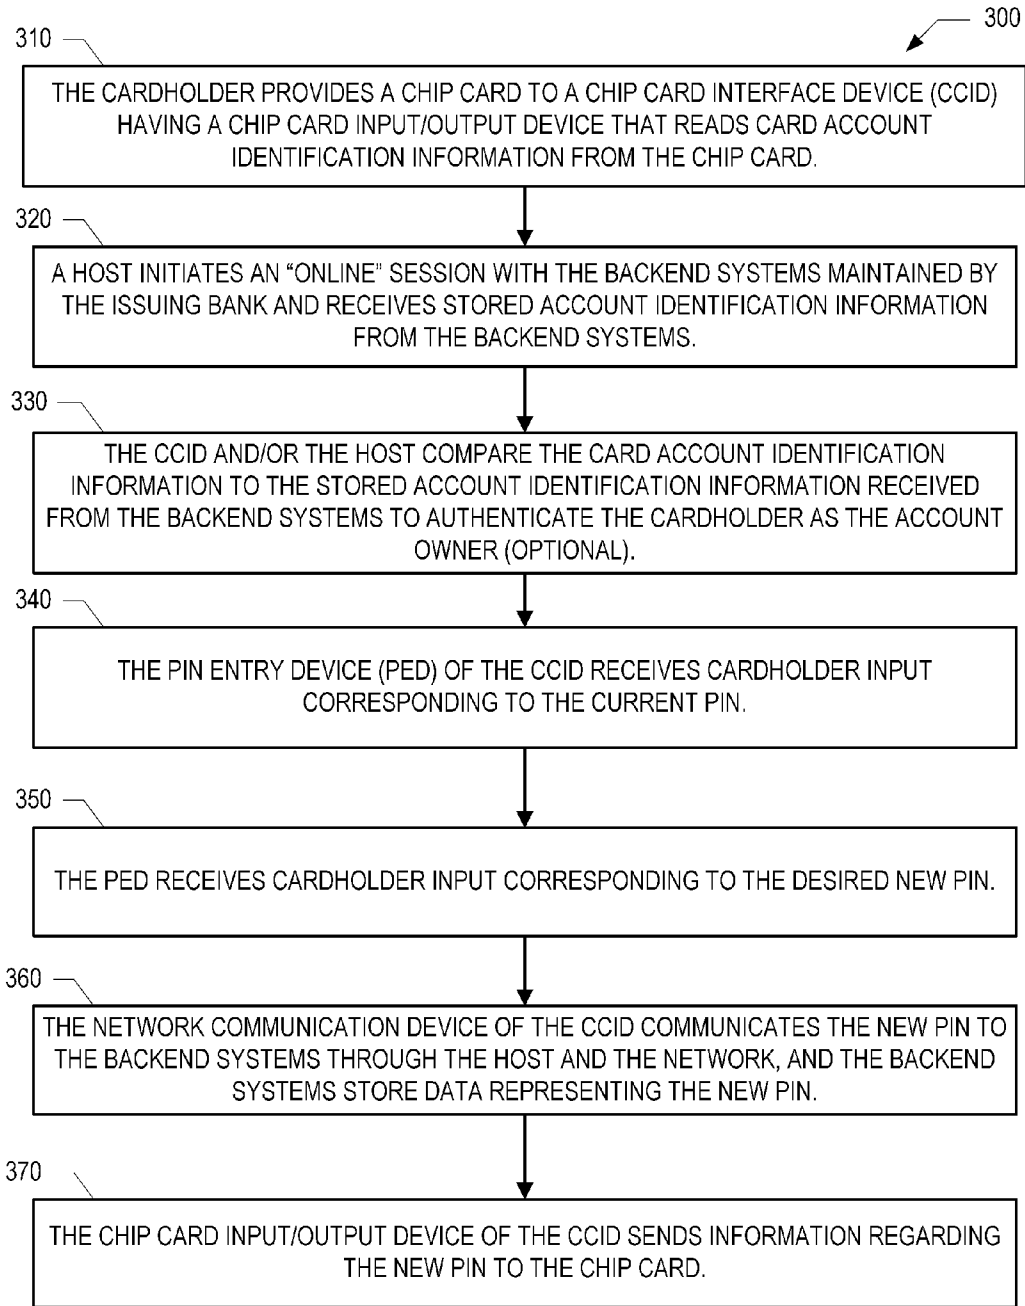 300
310
THE CARDHOLDER PROVIDES A CHIP CARD TO A CHIP CARD INTERFACE DEVICE (CCID)
HAVING A CHIP CARD INPUT/OUTPUT DEVICE THAT READS CARD ACCOUNT
IDENTIFICATION INFORMATION FROM THE CHIP CARD.
320
A HOST INITIATES AN “ONLINE” SESSION WITH THE BACKEND SYSTEMS MAINTAINED BY
THE ISSUING BANK AND RECEIVES STORED ACCOUNT IDENTIFICATION INFORMATION
FROM THE BACKEND SYSTEMS.
330
THE CCID AND/OR THE HOST COMPARE THE CARD ACCOUNT IDENTIFICATION
INFORMATION TO THE STORED ACCOUNT IDENTIFICATION INFORMATION RECEIVED
FROM THE BACKEND SYSTEMS TO AUTHENTICATE THE CARDHOLDER AS THE ACCOUNT
OWNER (OPTIONAL).
340
THE PIN ENTRY DEVICE (PED) OF THE CCID RECEIVES CARDHOLDER INPUT
CORRESPONDING TO THE CURRENT PIN.
350
THE PED RECEIVES CARDHOLDER INPUT CORRESPONDING TO THE DESIRED NEW PIN.
360
THE NETWORK COMMUNICATION DEVICE OF THE CCID COMMUNICATES THE NEW PIN TO
THE BACKEND SYSTEMS THROUGH THE HOST AND THE NETWORK, AND THE BACKEND
SYSTEMS STORE DATA REPRESENTING THE NEW PIN.
370
THE CHIP CARD INPUT/OUTPUT DEVICE OF THE CCID SENDS INFORMATION REGARDING
THE NEW PIN TO THE CHIP CARD.